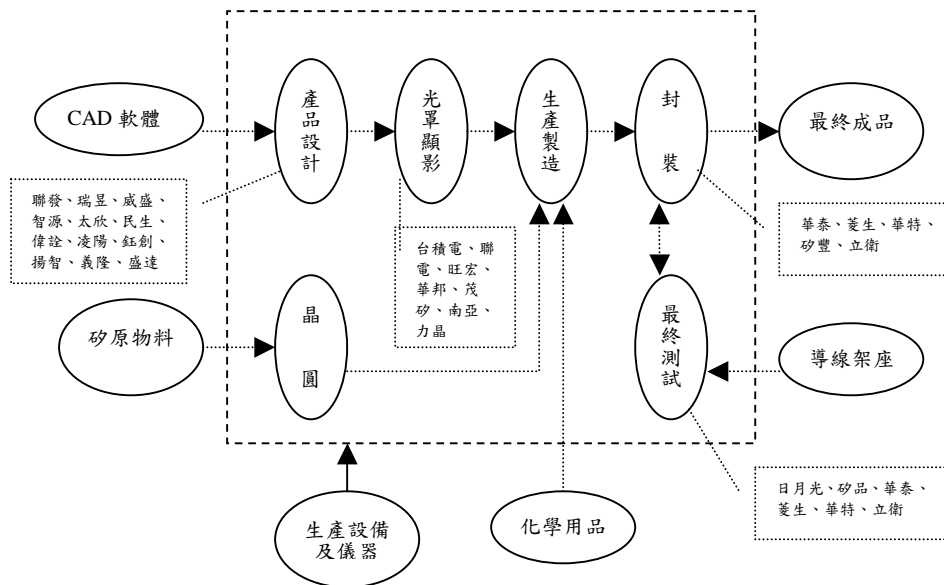 CAD 軟體
產品設計
光罩顯影
生產製造
封裝
最終成品
聯發、瑞昱、威盛、
智源、太欣、民生、
偉詮、凌陽、鈺創、
揚智、義隆、盛達
台積電、聯
電、旺宏、
華邦、茂
矽、南亞、
力晶
華泰、菱生、華特、
矽豐、立衛
矽原物料
晶圓
最終測試
導線架座
日月光、矽品、華泰、
菱生、華特、立衛
生產設備
及儀器
化學用品